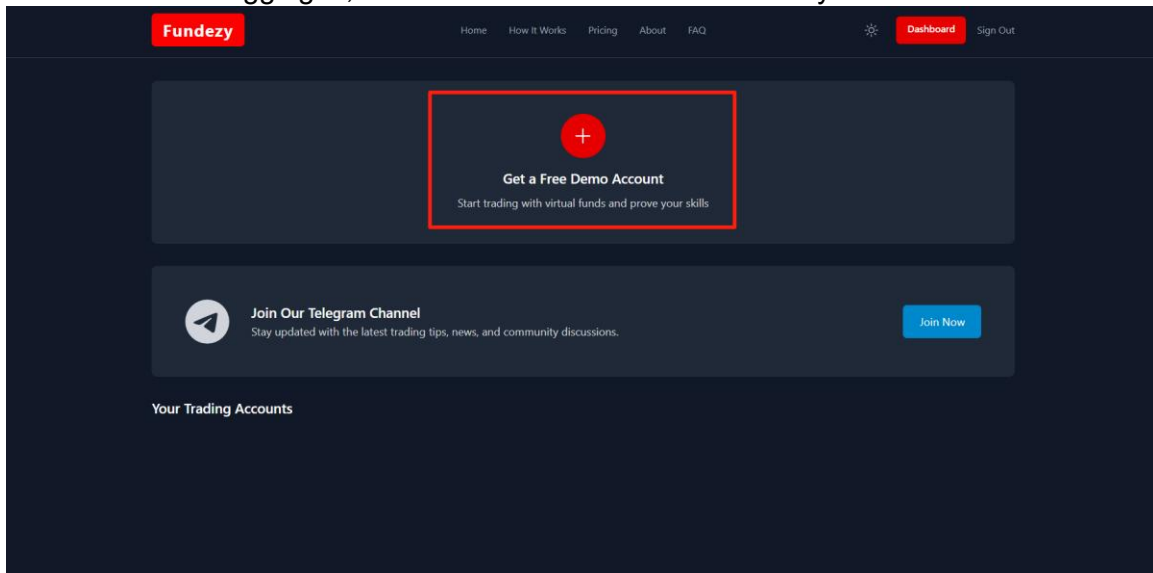 Fundezy
Home How It Works Pricing About FAQ
Dashboard Sign Out
Get a Free Demo Account
Start trading with virtual funds and prove your skills
Join Our Telegram Channel
Stay updated with the latest trading tips, news, and community discussions.
Join Now
Your Trading Accounts